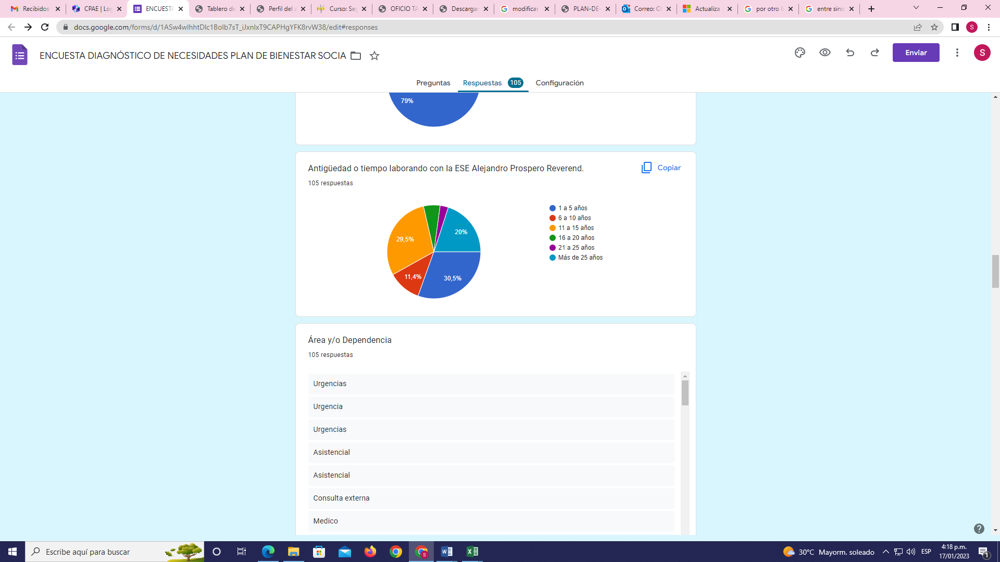 Recibidos
CPAE | Log
ENCUESTA
Tablero de
Perfil del a
Curso: Seg
OFICIO TA
Descargar
modificar
PLAN-DE-
Correo: O
Actualiza
por otro l
entre sino
docs.google.com/forms/d/1ASw4wlhhtDlc1Bolb7sT_iJxnlxT9CAPHgYFK8rvW38/edit#responses
S
ENCUESTA DIAGNÓSTICO DE NECESIDADES PLAN DE BIENESTAR SOCIA
Enviar
S
Preguntas
Respuestas 105
Configuración
79%
Antigüedad o tiempo laborando con la ESE Alejandro Prospero Reverend.
Copiar
105 respuestas
1 a 5 años
6 a 10 años
11 a 15 años
16 a 20 años
21 a 25 años
Más de 25 años
20%
29,5%
11,4%
30,5%
Área y/o Dependencia
105 respuestas
Urgencias
Urgencia
Urgencias
Asistencial
Asistencial
Consulta externa
Medico
Escribe aquí para buscar
30°C Mayorm. soleado
ESP
4:18 p.m.
17/01/2023
1